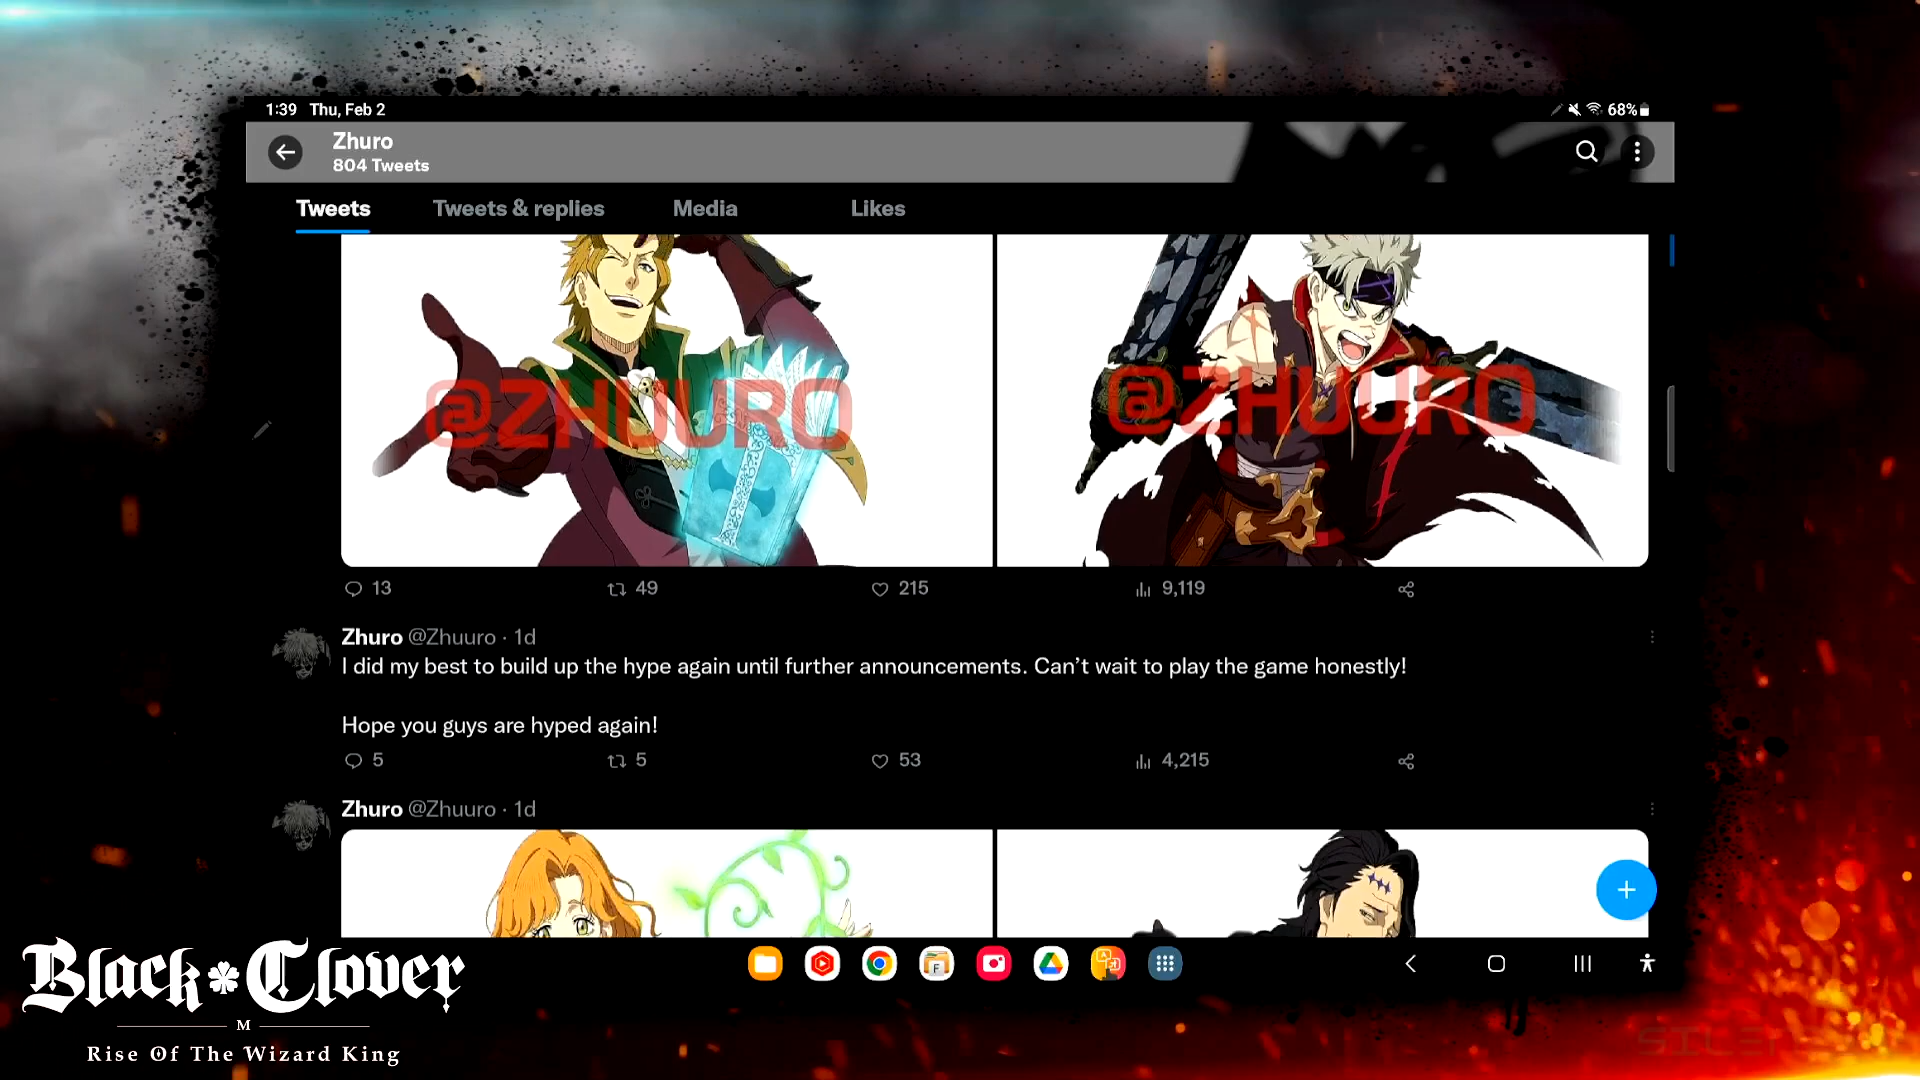 1:39 Thu, Feb 2
68%
Zhuro
804 Tweets
Tweets Tweets & replies Media Likes
@ZHUURO @ZHUURO
13 49 215 9,119
Zhuro @Zhuuro · 1d
I did my best to build up the hype again until further announcements. Can’t wait to play the game honestly!
Hope you guys are hyped again!
5 5 53 4,215
Zhuro @Zhuuro · 1d
Black Clover
M
Rise Of The Wizard King